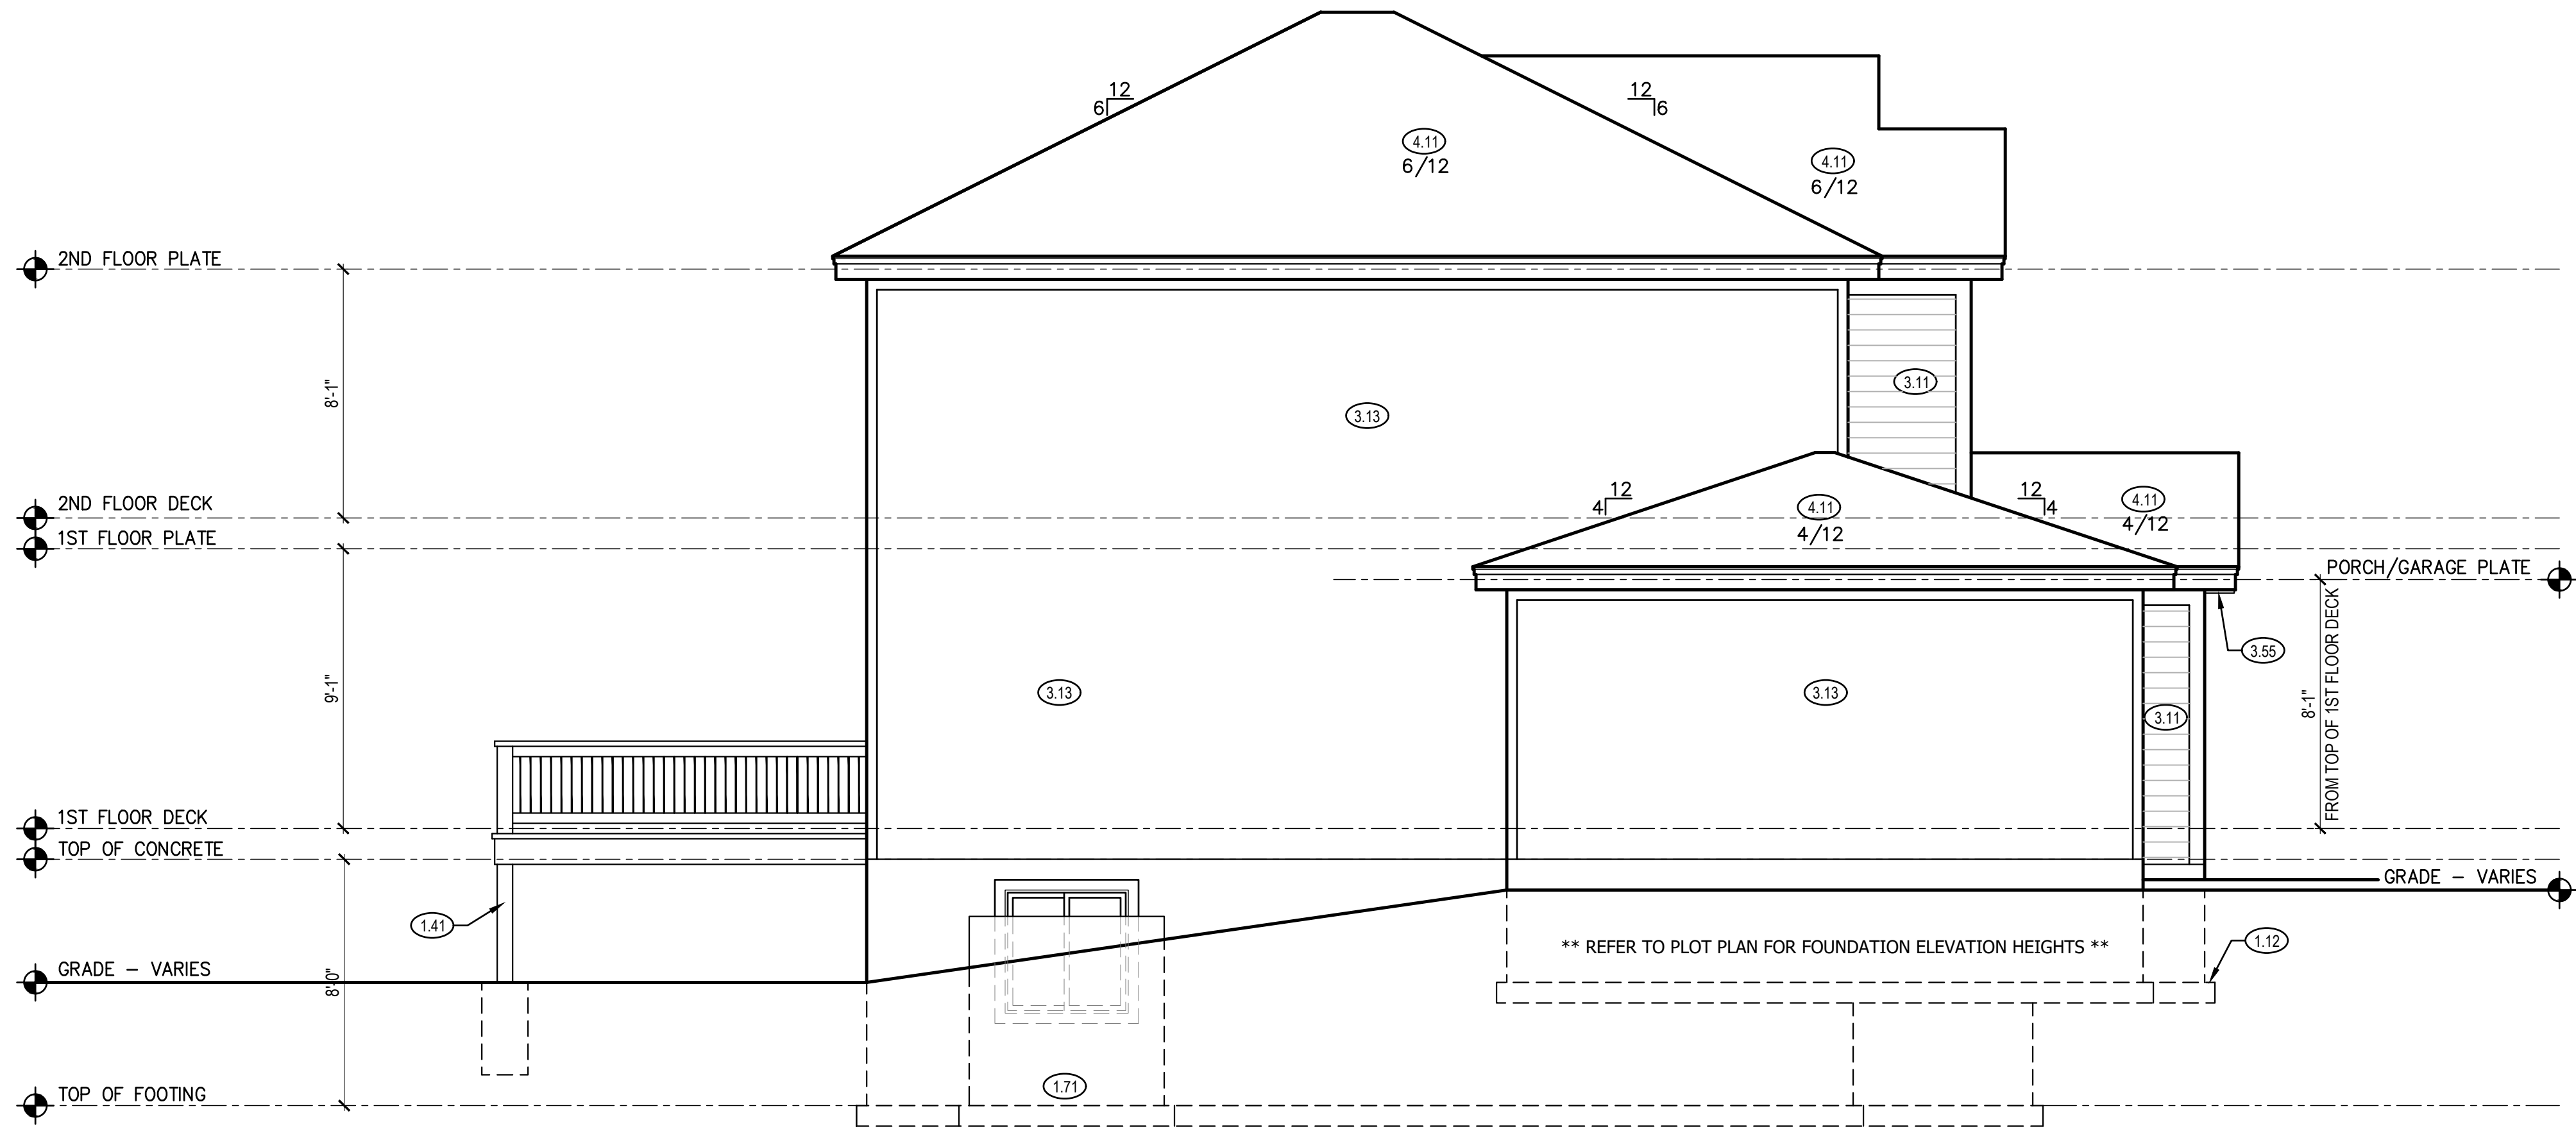 12
6
12
6
4.11
6/12
4.11
6/12
2ND FLOOR PLATE
8'-1"
3.11
3.13
2ND FLOOR DECK
12
4
4.11
4/12
12
4
4.11
4/12
1ST FLOOR PLATE
PORCH/GARAGE PLATE
3.55
9'-1"
3.13
3.13
3.11
8'-1"
FROM TOP OF 1ST FLOOR DECK
1ST FLOOR DECK
TOP OF CONCRETE
GRADE - VARIES
1.41
** REFER TO PLOT PLAN FOR FOUNDATION ELEVATION HEIGHTS **
1.12
GRADE - VARIES
8'-0"
1.71
TOP OF FOOTING